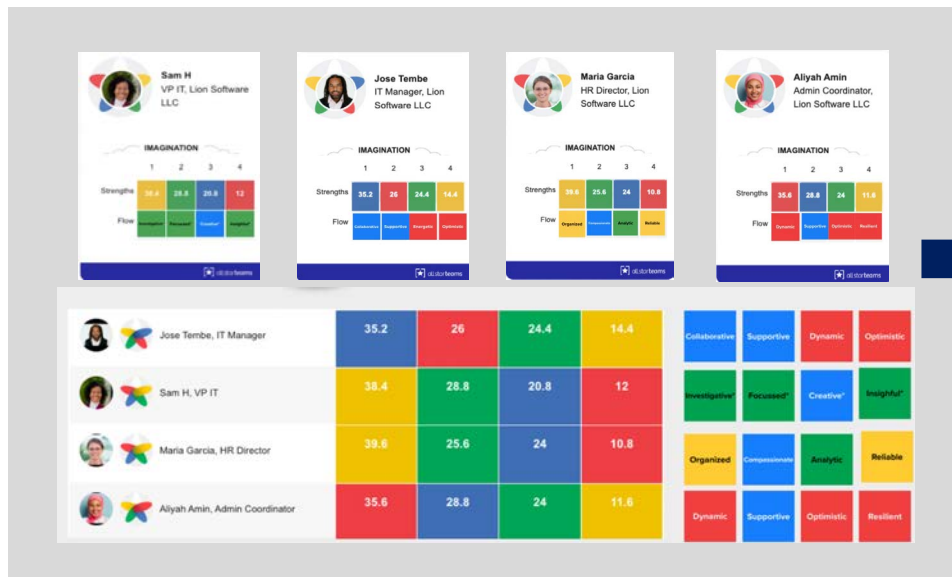 Sam H
VP IT, Lion Software
LLC
IMAGINATION
1 2 3 4
Strengths 38.4 28.8 20.8 12
Flow Investigative* Focussed* Creative* Insightful*
allstarteams
Jose Tembe
IT Manager, Lion
Software LLC
IMAGINATION
1 2 3 4
Strengths 35.2 26 24.4 14.4
Flow Collaborative Supportive Energetic Optimistic
allstarteams
Maria Garcia
HR Director, Lion
Software LLC
IMAGINATION
1 2 3 4
Strengths 39.6 25.6 24 10.8
Flow Organized Compassionate Analytic Reliable
allstarteams
Aliyah Amin
Admin Coordinator,
Lion Software LLC
IMAGINATION
1 2 3 4
Strengths 35.6 28.8 24 11.6
Flow Dynamic Supportive Optimistic Resilient
allstarteams
Jose Tembe, IT Manager 35.2 26 24.4 14.4 Collaborative Supportive Dynamic Optimistic
Sam H, VP IT 38.4 28.8 20.8 12 Investigative* Focussed* Creative* Insighful*
Maria Garcia, HR Director 39.6 25.6 24 10.8 Organized Compassionate Analytic Reliable
Aliyah Amin, Admin Coordinator 35.6 28.8 24 11.6 Dynamic Supportive Optimistic Resilient